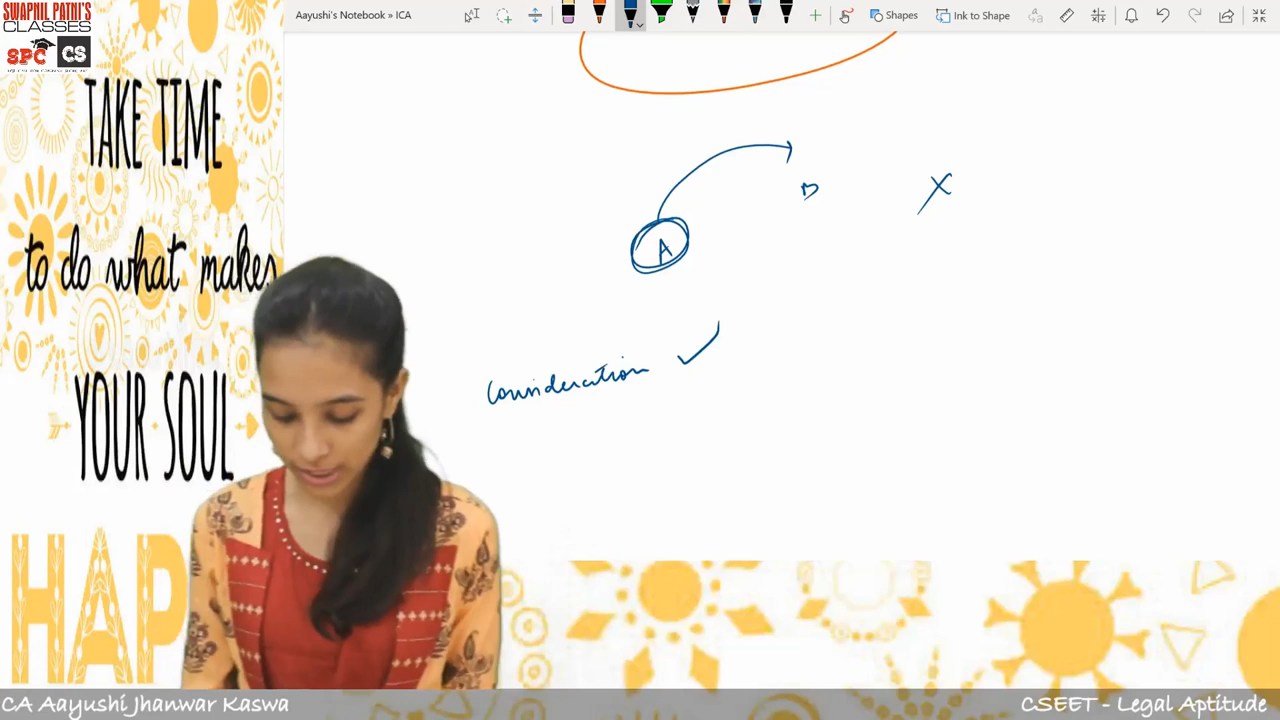 SWAPNIL PATNI'S
CLASSES
SPC CS
Aayushi's Notebook » ICA
Shapes
Ink to Shape
TAKE TIME
to do what makes
YOUR SOUL
HAP
A
B
X
Consideration ✓
CA Aayushi Jhanwar Kaswa
CSEET - Legal Aptitude